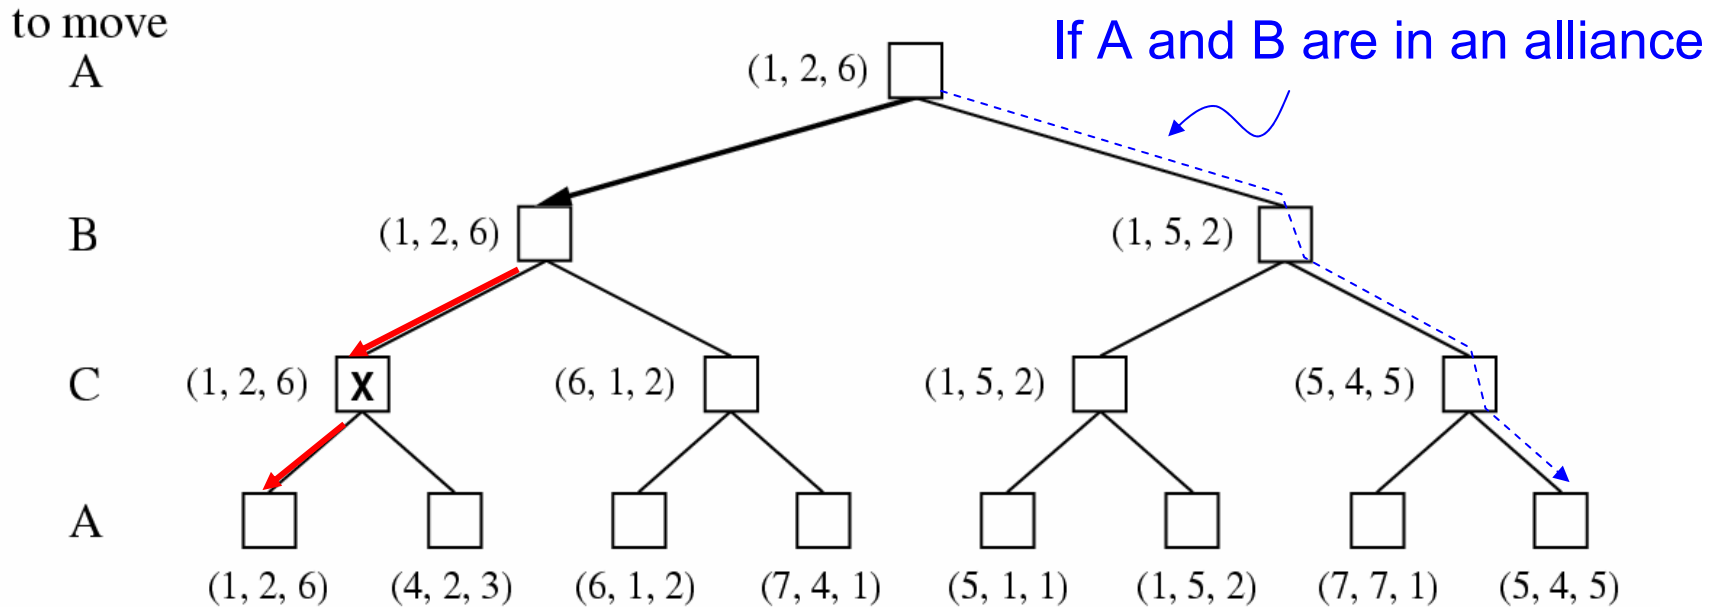 to move
If A and B are in an alliance
A
(1, 2, 6)
B
(1, 2, 6)
(1, 5, 2)
C
(1, 2, 6)
X
(6, 1, 2)
(1, 5, 2)
(5, 4, 5)
A
(1, 2, 6)
(4, 2, 3)
(6, 1, 2)
(7, 4, 1)
(5, 1, 1)
(1, 5, 2)
(7, 7, 1)
(5, 4, 5)